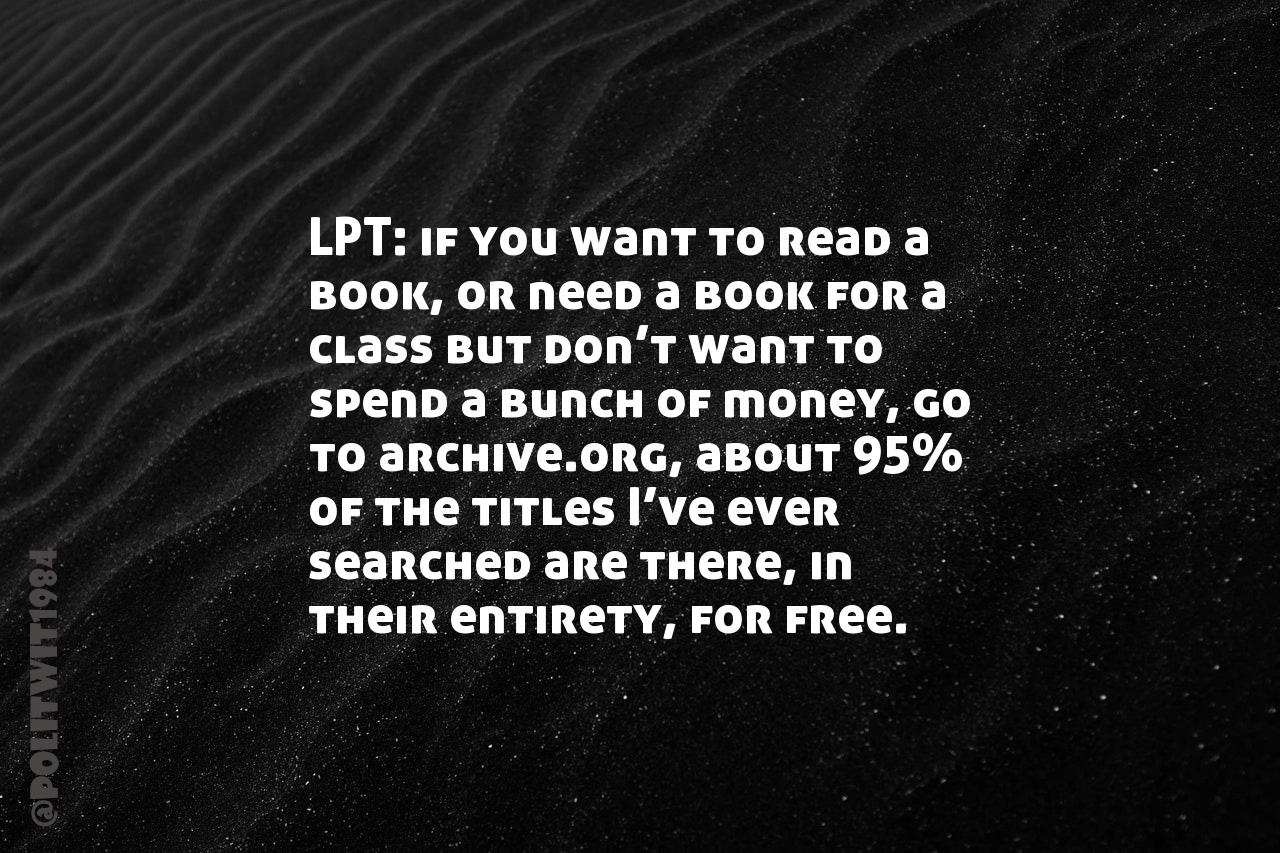 LPT: if you want to read a
book, or need a book for a
class but don't want to
spend a bunch of money, go
to archive.org, about 95%
of the titles I've ever
searched are there, in
their entirety, for free.
@POLITWIT1984